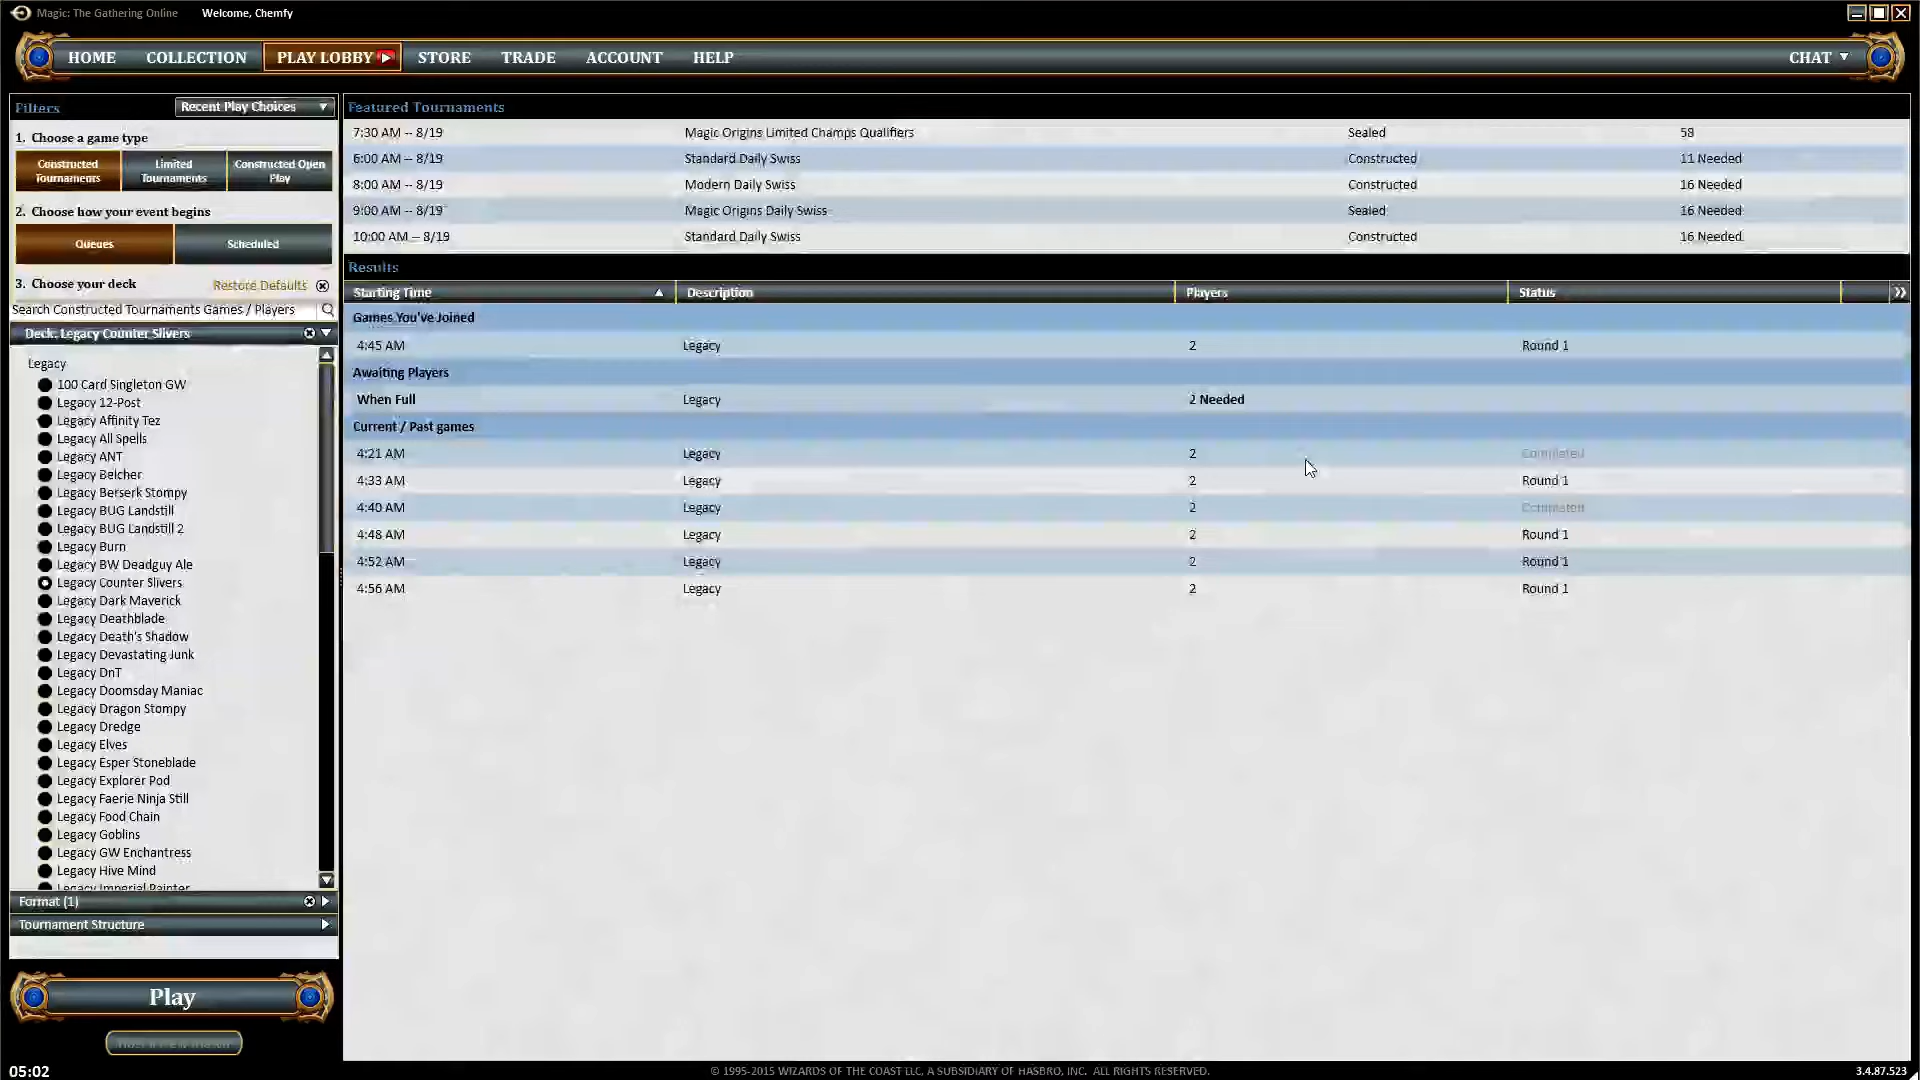 Magic: The Gathering Online Welcome, Chemfy
HOME COLLECTION PLAY LOBBY STORE TRADE ACCOUNT HELP CHAT
Filters Recent Play Choices
1. Choose a game type
Constructed Tournaments Limited Tournaments Constructed Open Play
2. Choose how your event begins
Queues Scheduled
3. Choose your deck Restore Defaults
Search Constructed Tournaments Games / Players
Deck: Legacy Counter Slivers
Legacy
100 Card Singleton GW
Legacy 12-Post
Legacy Affinity Tez
Legacy All Spells
Legacy ANT
Legacy Belcher
Legacy Berserk Stompy
Legacy BUG Landstill
Legacy BUG Landstill 2
Legacy Burn
Legacy BW Deadguy Ale
Legacy Counter Slivers
Legacy Dark Maverick
Legacy Deathblade
Legacy Death's Shadow
Legacy Devastating Junk
Legacy DnT
Legacy Doomsday Maniac
Legacy Dragon Stompy
Legacy Dredge
Legacy Elves
Legacy Esper Stoneblade
Legacy Explorer Pod
Legacy Faerie Ninja Still
Legacy Food Chain
Legacy Goblins
Legacy GW Enchantress
Legacy Hive Mind
Legacy Imperial Painter
Format (1)
Tournament Structure
Play
05:02
Featured Tournaments
7:30 AM -- 8/19 Magic Origins Limited Champs Qualifiers Sealed 58
6:00 AM -- 8/19 Standard Daily Swiss Constructed 11 Needed
8:00 AM -- 8/19 Modern Daily Swiss Constructed 16 Needed
9:00 AM -- 8/19 Magic Origins Daily Swiss Sealed 16 Needed
10:00 AM -- 8/19 Standard Daily Swiss Constructed 16 Needed
Results
Starting Time Description Players Status
Games You've Joined
4:45 AM Legacy 2 Round 1
Awaiting Players
When Full Legacy 2 Needed
Current / Past games
4:21 AM Legacy 2 Completed
4:33 AM Legacy 2 Round 1
4:40 AM Legacy 2 Completed
4:48 AM Legacy 2 Round 1
4:52 AM Legacy 2 Round 1
4:56 AM Legacy 2 Round 1
© 1995-2015 WIZARDS OF THE COAST LLC, A SUBSIDIARY OF HASBRO, INC. ALL RIGHTS RESERVED.
3.4.87.523